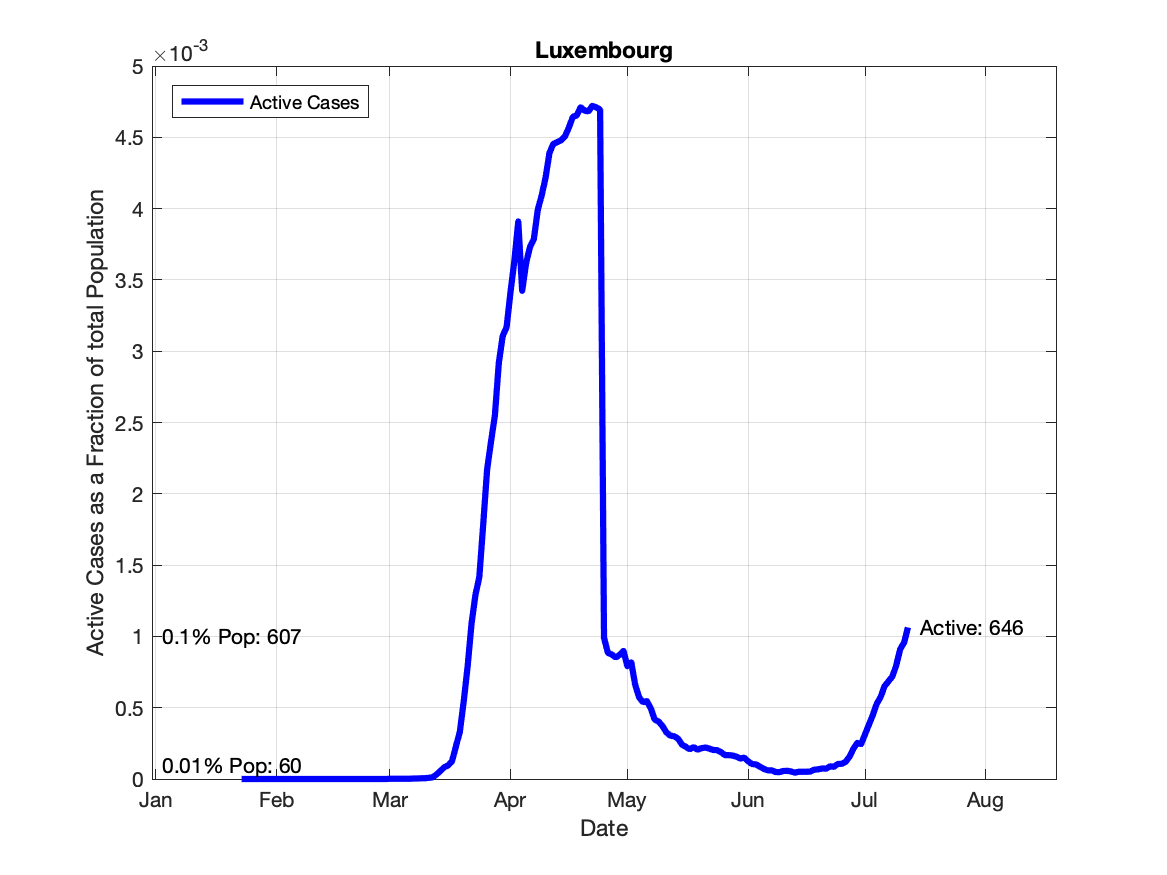 Luxembourg
×10⁻³
Active Cases
5
4.5
4
3.5
3
2.5
2
1.5
1
0.5
0
Active Cases as a Fraction of total Population
0.1% Pop: 607
Active: 646
0.01% Pop: 60
Jan Feb Mar Apr May Jun Jul Aug
Date